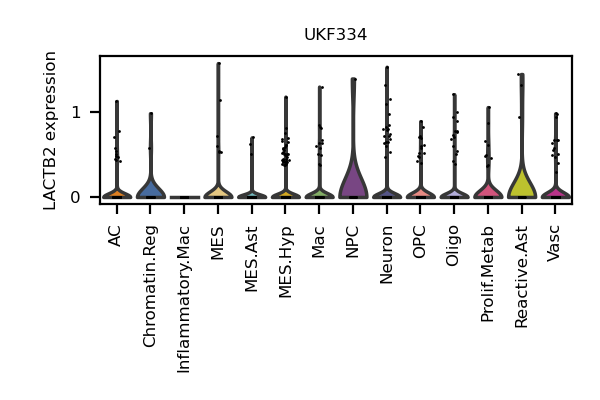 UKF334
LACTB2 expression
1
0
AC
Chromatin.Reg
Inflammatory.Mac
MES
MES.Ast
MES.Hyp
Mac
NPC
Neuron
OPC
Oligo
Prolif.Metab
Reactive.Ast
Vasc